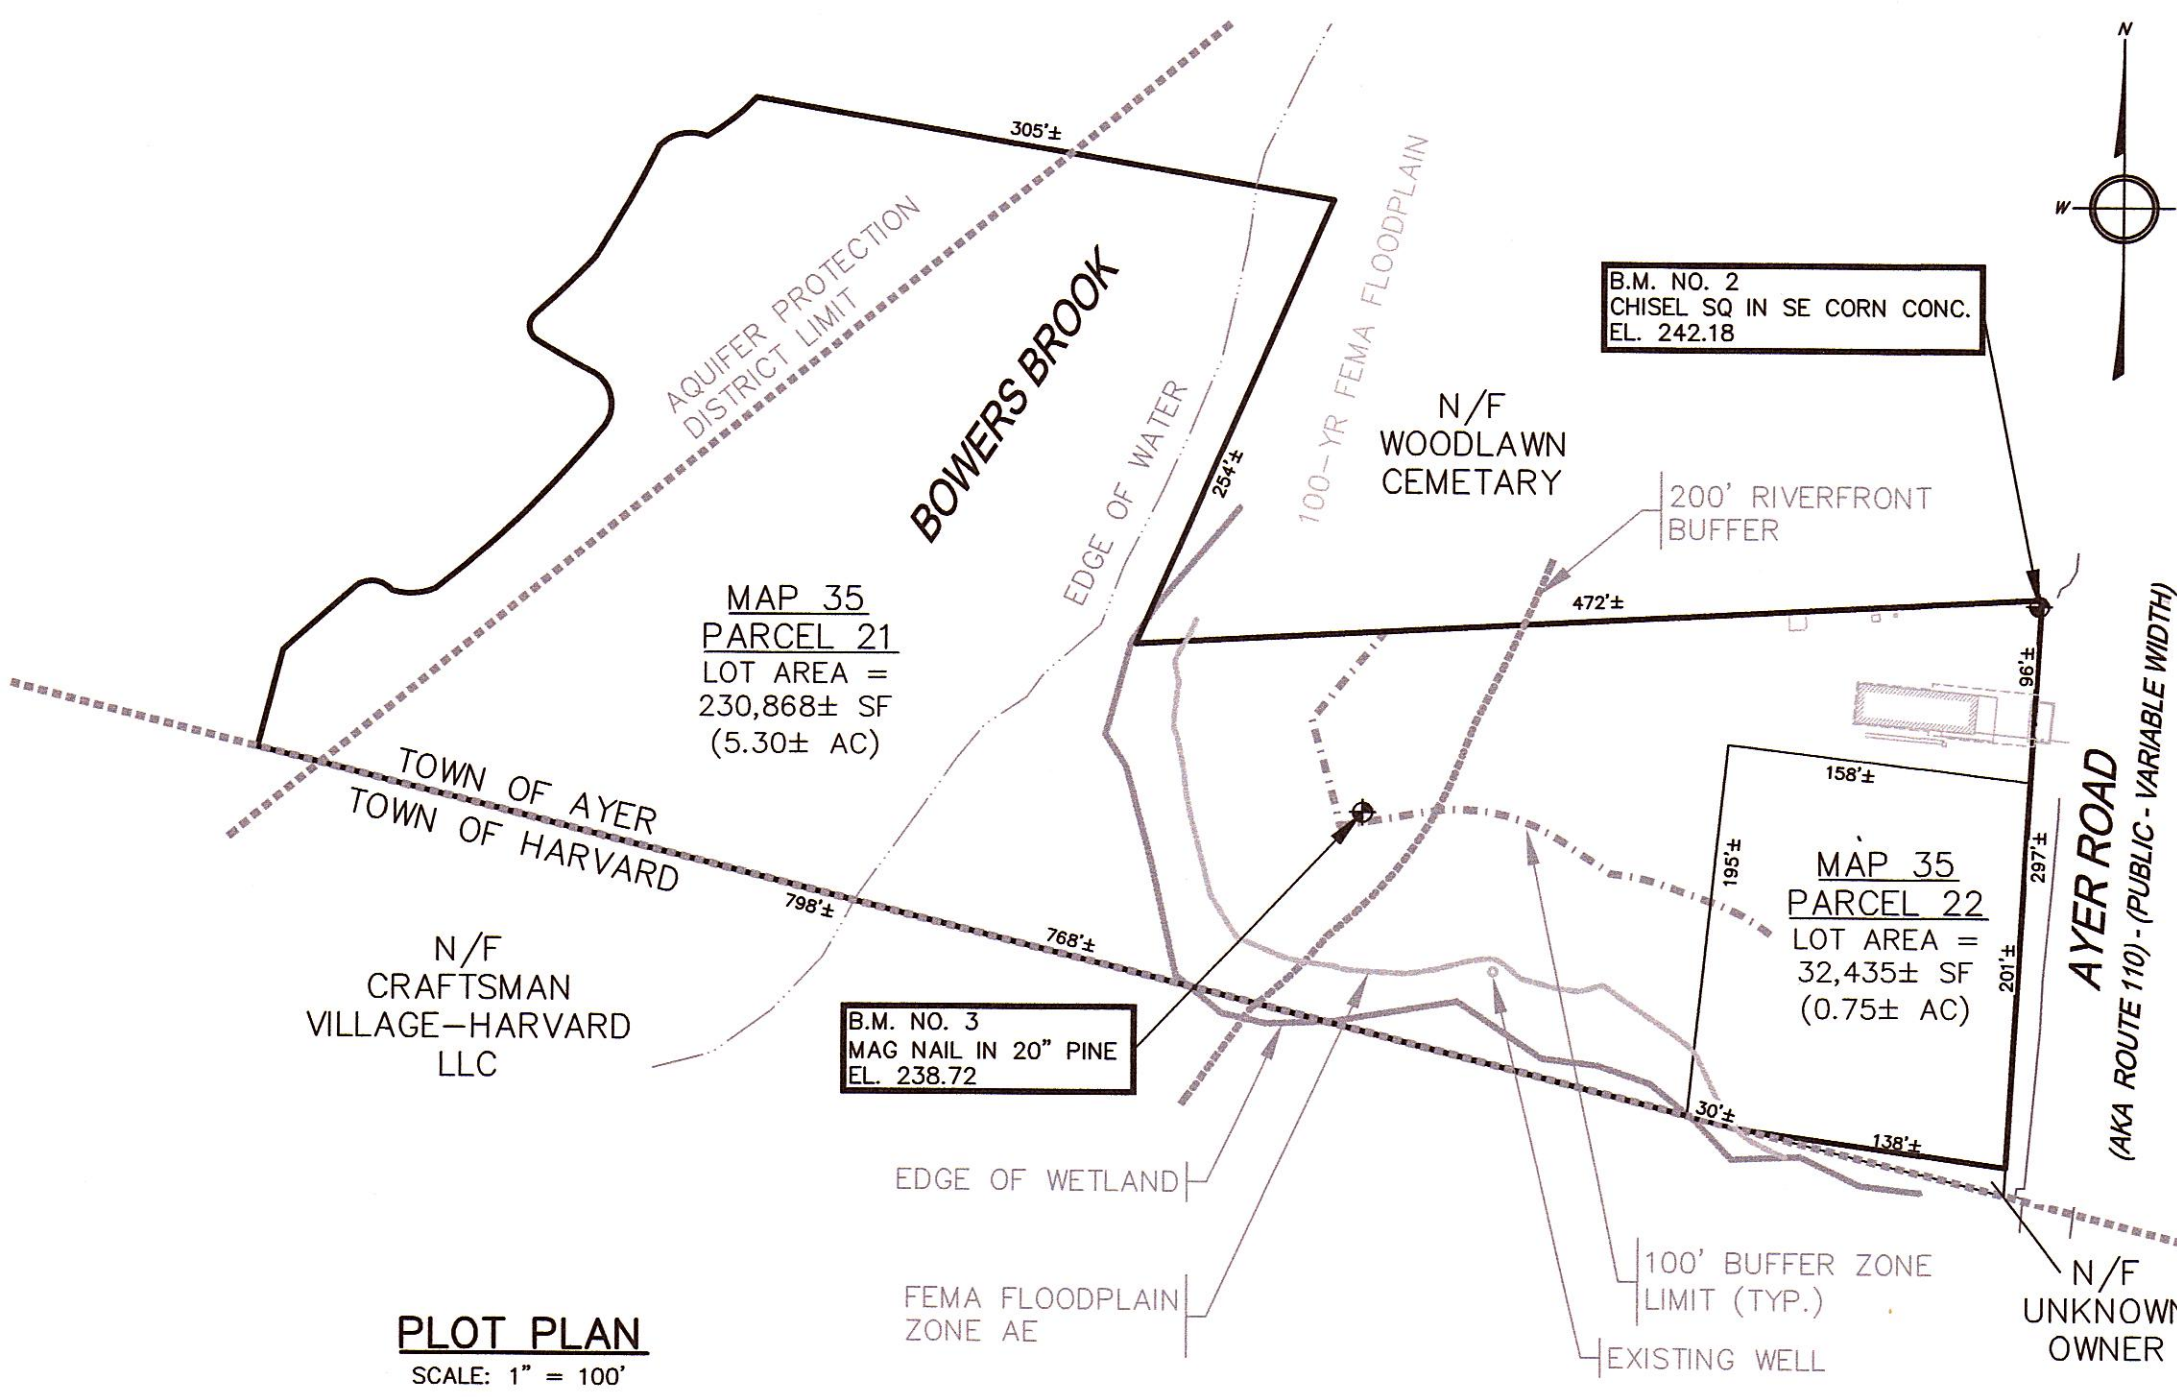 N
W
305'±
AQUIFER PROTECTION
DISTRICT LIMIT
BOWERS BROOK
EDGE OF WATER
254'±
100-YR FEMA FLOODPLAIN
B.M. NO. 2
CHISEL SQ IN SE CORN CONC.
EL. 242.18
N/F
WOODLAWN
CEMETARY
200' RIVERFRONT
BUFFER
472'±
96'±
MAP 35
PARCEL 21
LOT AREA =
230,868± SF
(5.30± AC)
TOWN OF AYER
TOWN OF HARVARD
798'±
768'±
158'±
195'±
297'±
201'±
MAP 35
PARCEL 22
LOT AREA =
32,435± SF
(0.75± AC)
AYER ROAD
(AKA ROUTE 110) - (PUBLIC - VARIABLE WIDTH)
N/F
CRAFTSMAN
VILLAGE-HARVARD
LLC
B.M. NO. 3
MAG NAIL IN 20" PINE
EL. 238.72
30'±
138'±
EDGE OF WETLAND
FEMA FLOODPLAIN
ZONE AE
100' BUFFER ZONE
LIMIT (TYP.)
EXISTING WELL
N/F
UNKNOWN
OWNER
PLOT PLAN
SCALE: 1" = 100'